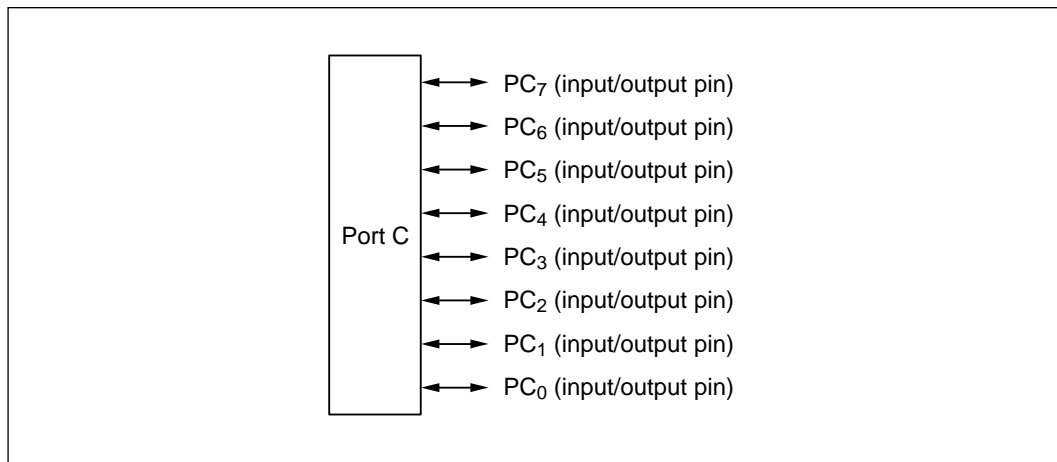 PC7 (input/output pin)
PC6 (input/output pin)
PC5 (input/output pin)
PC4 (input/output pin)
Port C
PC3 (input/output pin)
PC2 (input/output pin)
PC1 (input/output pin)
PC0 (input/output pin)